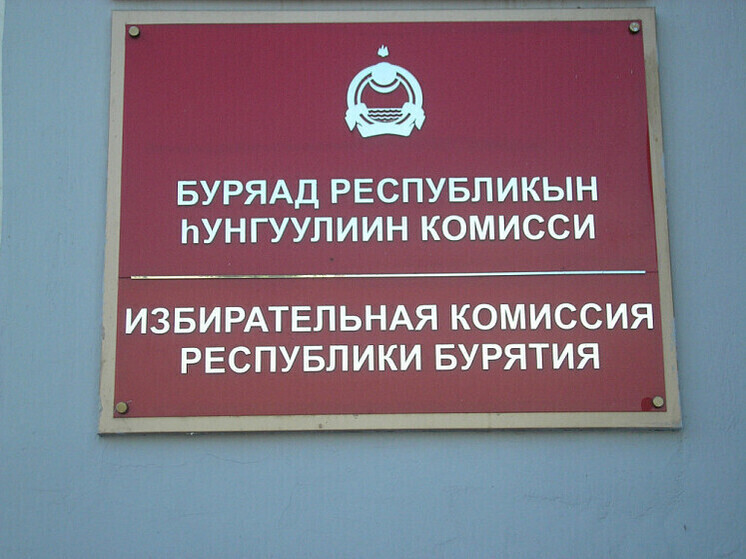 БУРЯАД РЕСПУБЛИКЫН
һУНГУУЛИИН КОМИССИ
ИЗБИРАТЕЛЬНАЯ КОМИССИЯ
РЕСПУБЛИКИ БУРЯТИЯ